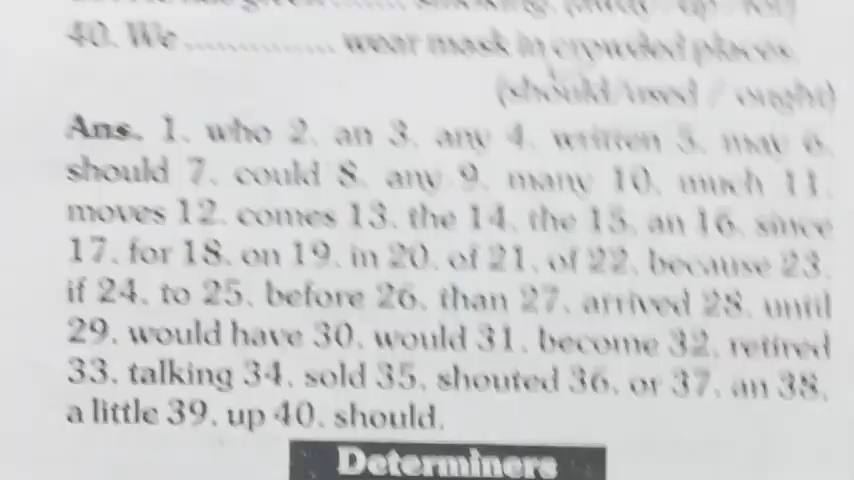 40. We ............... wear mask in crowded places.
(should/used / ought)
Ans. 1. who 2. an 3. any 4. written 5. may 6.
should 7. could 8. any 9. many 10. much 11.
moves 12. comes 13. the 14. the 15. an 16. since
17. for 18. on 19. in 20. of 21. of 22. because 23.
if 24. to 25. before 26. than 27. arrived 28. until
29. would have 30. would 31. become 32. retired
33. talking 34. sold 35. shouted 36. or 37. an 38.
a little 39. up 40. should.
Determiners